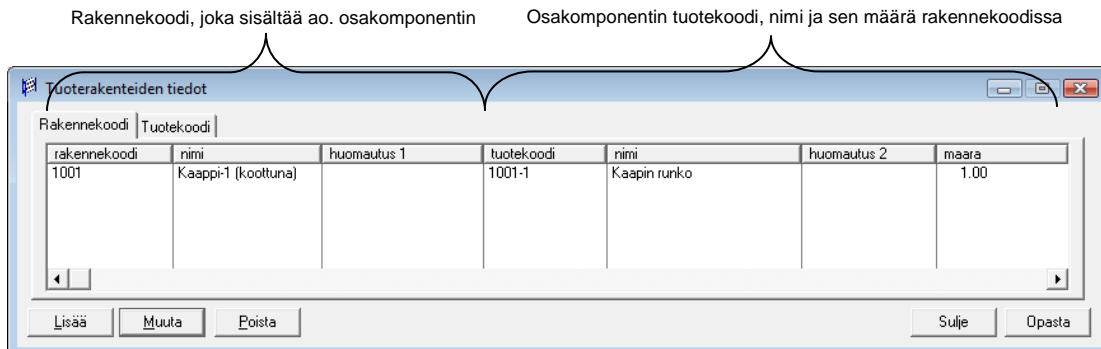 Rakennekoodi, joka sisältää ao. osakomponentin
Osakomponentin tuotekoodi, nimi ja sen määrä rakennekoodissa
Tuoterakenteiden tiedot
Rakennekoodi Tuotekoodi
rakennekoodi nimi huomautus 1 tuotekoodi nimi huomautus 2 maara
1001 Kaappi-1 (koottuna) 1001-1 Kaapin runko 1.00
Lisää Muuta Poista Sulje Opasta